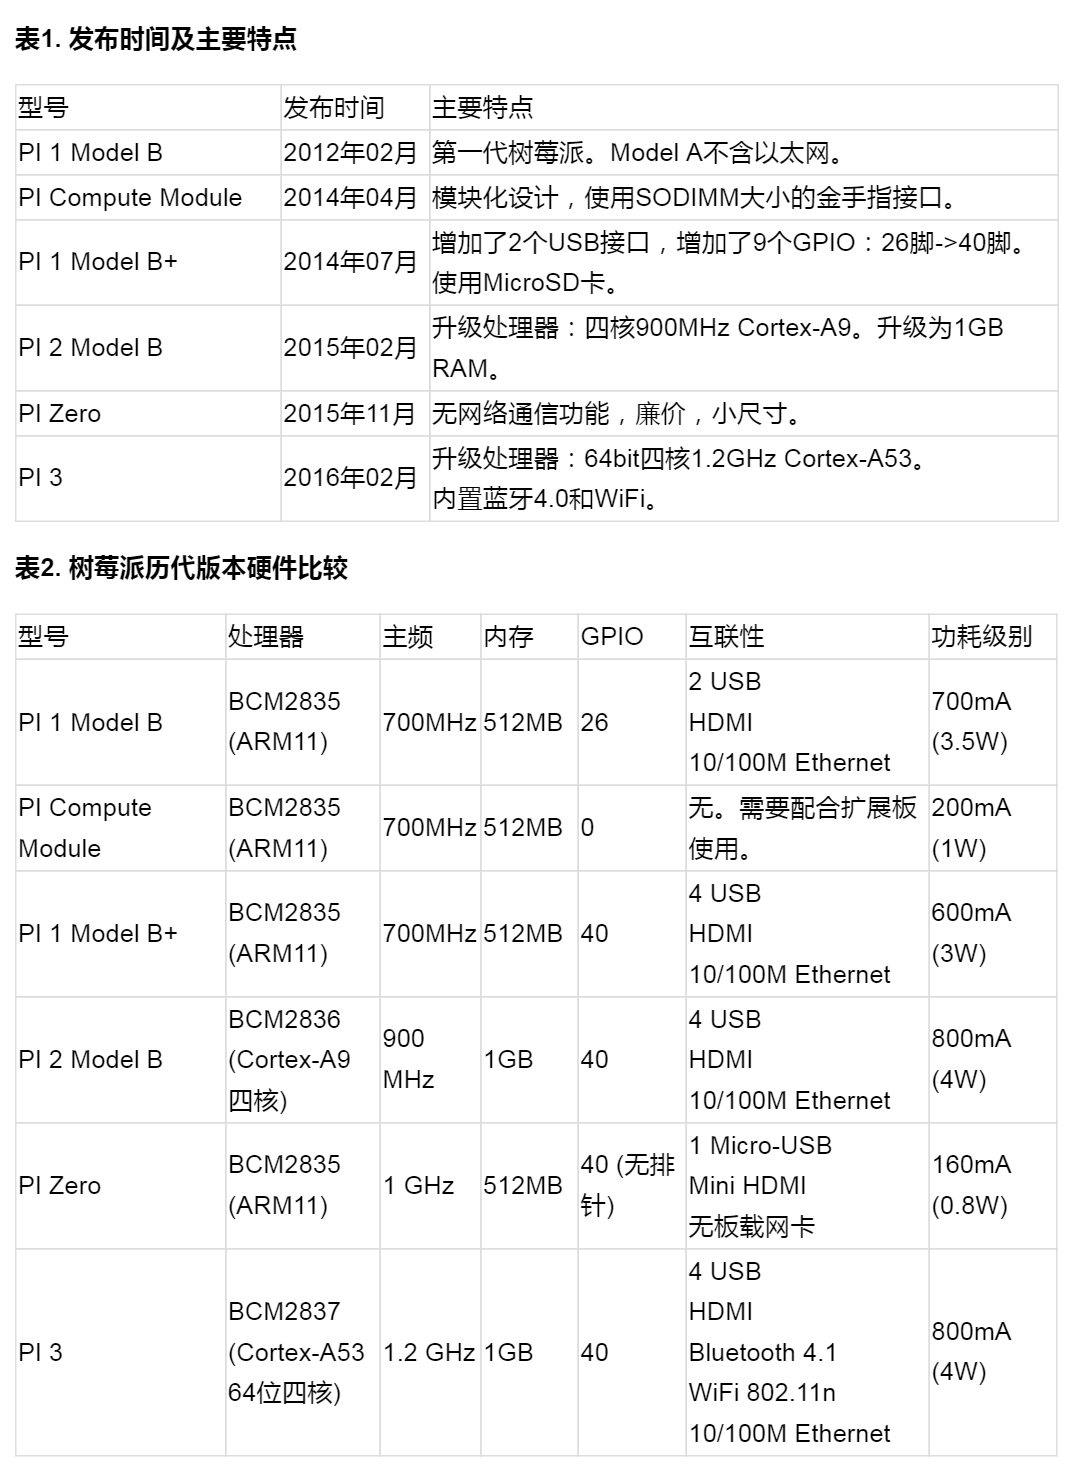 表1. 发布时间及主要特点
型号 发布时间 主要特点
PI 1 Model B 2012年02月 第一代树莓派。Model A不含以太网。
PI Compute Module 2014年04月 模块化设计，使用SODIMM大小的金手指接口。
PI 1 Model B+ 2014年07月 增加了2个USB接口，增加了9个GPIO：26脚->40脚。
使用MicroSD卡。
PI 2 Model B 2015年02月 升级处理器：四核900MHz Cortex-A9。升级为1GB
RAM。
PI Zero 2015年11月 无网络通信功能，廉价，小尺寸。
PI 3 2016年02月 升级处理器：64bit四核1.2GHz Cortex-A53。
内置蓝牙4.0和WiFi。
表2. 树莓派历代版本硬件比较
型号 处理器 主频 内存 GPIO 互联性 功耗级别
PI 1 Model B
BCM2835
(ARM11)
700MHz
512MB
26
2 USB
HDMI
10/100M Ethernet
700mA
(3.5W)
PI Compute
Module
BCM2835
(ARM11)
700MHz
512MB
0
无。需要配合扩展板
使用。
200mA
(1W)
PI 1 Model B+
BCM2835
(ARM11)
700MHz
512MB
40
4 USB
HDMI
10/100M Ethernet
600mA
(3W)
PI 2 Model B
BCM2836
(Cortex-A9
四核)
900
MHz
1GB
40
4 USB
HDMI
10/100M Ethernet
800mA
(4W)
PI Zero
BCM2835
(ARM11)
1 GHz
512MB
40 (无排
针)
1 Micro-USB
Mini HDMI
无板载网卡
160mA
(0.8W)
PI 3
BCM2837
(Cortex-A53
64位四核)
1.2 GHz
1GB
40
4 USB
HDMI
Bluetooth 4.1
WiFi 802.11n
10/100M Ethernet
800mA
(4W)